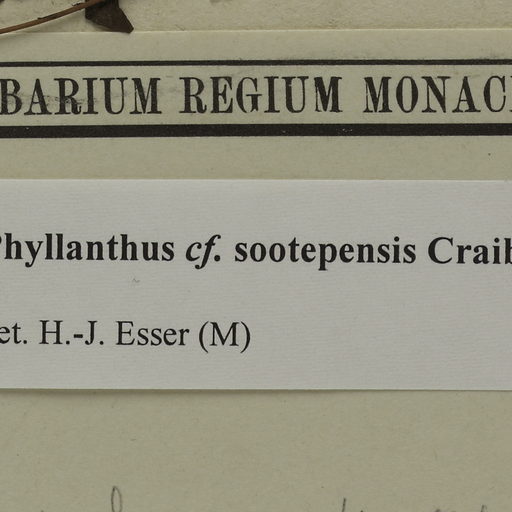 BARIUM REGIUM MONAC
Phyllanthus cf. sootepensis Craib
et. H.-J. Esser (M)